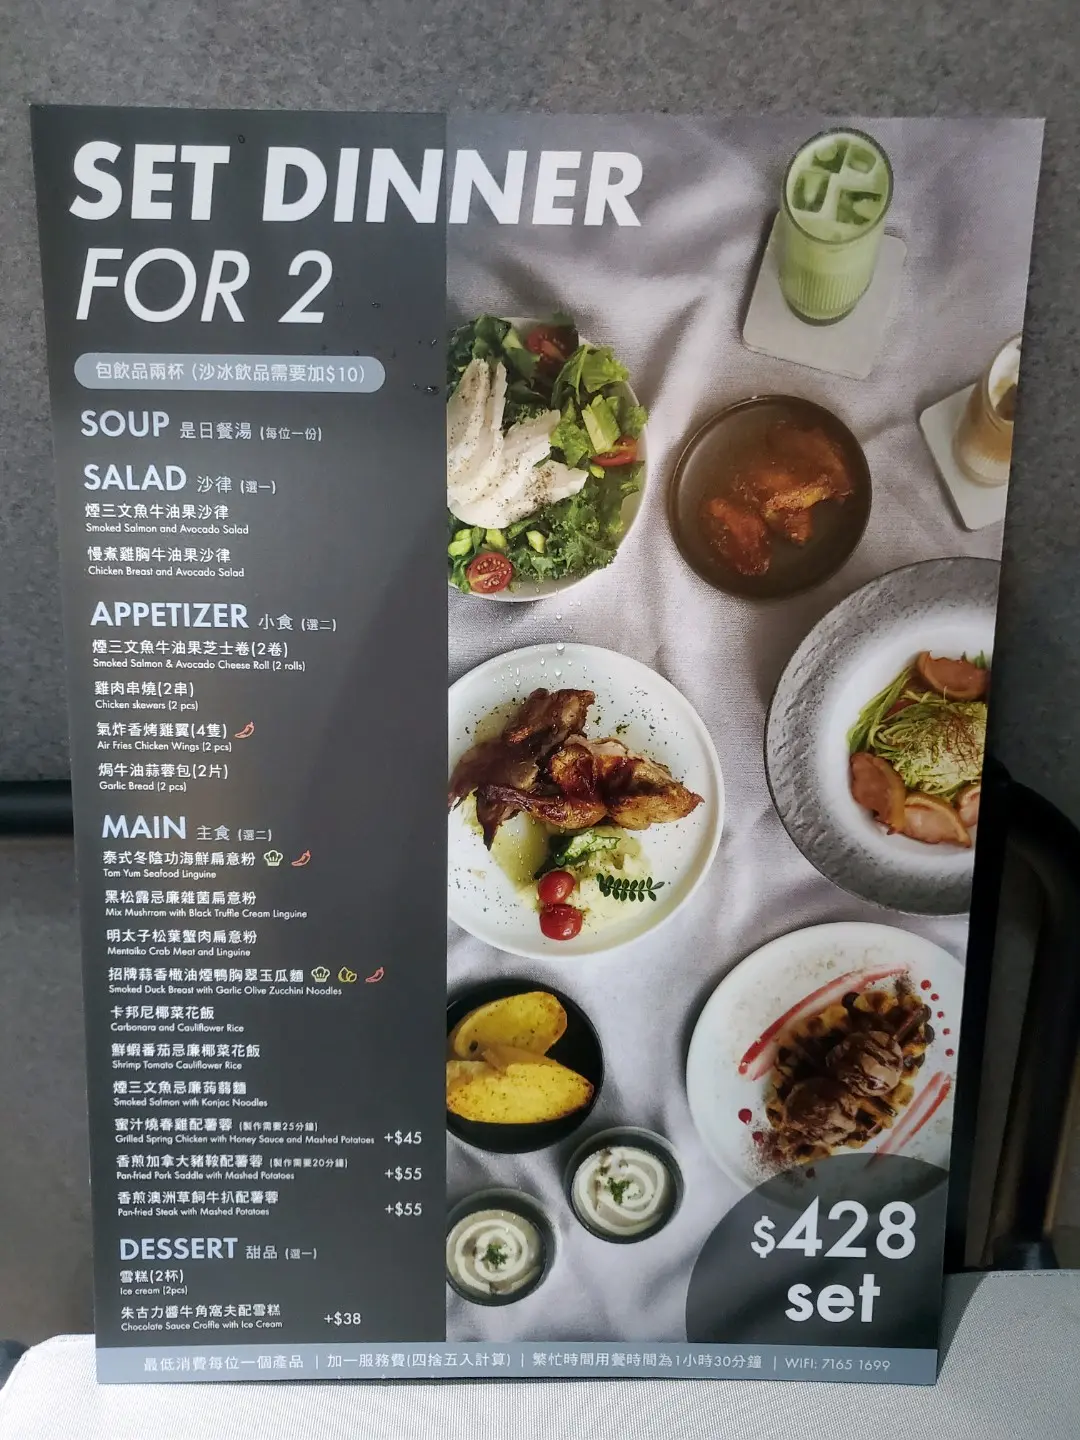 SET DINNER
FOR 2
包飲品兩杯 (沙冰飲品需要加$10)
SOUP 是日餐湯 (每位一份)
SALAD 沙律 (選一)
煙三文魚牛油果沙律
Smoked Salmon and Avocado Salad
慢煮雞胸牛油果沙律
Chicken Breast and Avocado Salad
APPETIZER 小食 (選二)
煙三文魚牛油果芝士卷(2卷)
Smoked Salmon & Avocado Cheese Roll (2 rolls)
雞肉串燒(2串)
Chicken skewers (2 pcs)
氣炸香烤雞翼(4隻)
Air Fries Chicken Wings (2 pcs)
焗牛油蒜蓉包(2片)
Garlic Bread (2 pcs)
MAIN 主食 (選二)
泰式冬陰功海鮮扁意粉
Tom Yum Seafood Linguine
黑松露忌廉雜菌扁意粉
Mix Mushrrom with Black Truffle Cream Linguine
明太子松葉蟹肉扁意粉
Mentaiko Crab Meat and Linguine
招牌蒜香橄油煙鴨胸翠玉瓜麵
Smoked Duck Breast with Garlic Olive Zucchini Noodles
卡邦尼椰菜花飯
Carbonara and Cauliflower Rice
鮮蝦番茄忌廉椰菜花飯
Shrimp Tomato Cauliflower Rice
煙三文魚忌廉蒟蒻麵
Smoked Salmon with Konjac Noodles
蜜汁燒春雞配薯蓉 (製作需要25分鐘)
Grilled Spring Chicken with Honey Sauce and Mashed Potatoes +$45
香煎加拿大豬鞍配薯蓉 (製作需要20分鐘)
Pan-fried Pork Saddle with Mashed Potatoes +$55
香煎澳洲草飼牛扒配薯蓉
Pan-fried Steak with Mashed Potatoes +$55
DESSERT 甜品 (選一)
雪糕(2杯)
Ice cream (2pcs)
朱古力醬牛角窩夫配雪糕
Chocolate Sauce Croffle with Ice Cream +$38
$428
set
最低消費每位一個產品 | 加一服務費(四捨五入計算) | 繁忙時間用餐時間為1小時30分鐘 | WIFI: 7165 1699